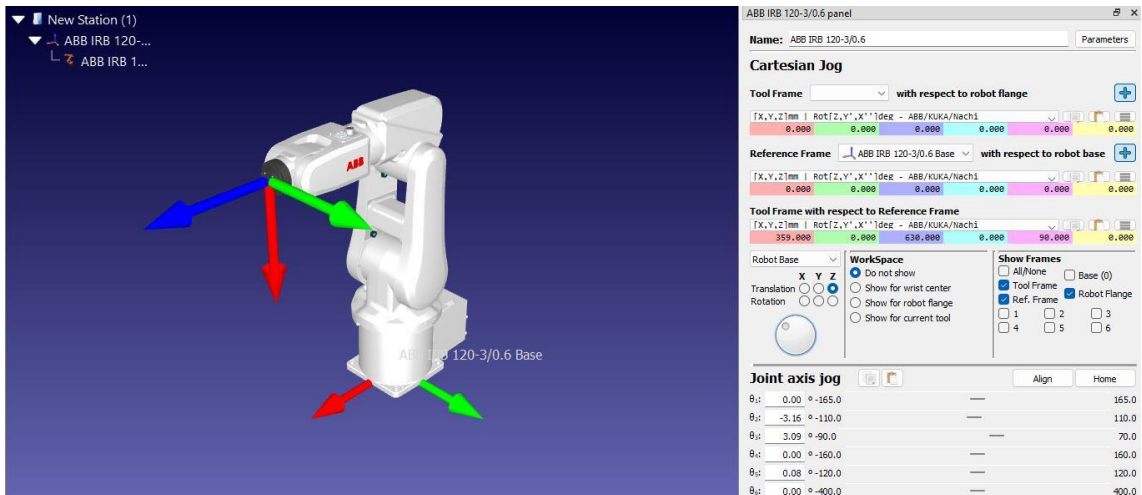 New Station (1)
ABB IRB 120-...
ABB IRB 1...
ABB
ABB IRB 120-3/0.6 Base
ABB IRB 120-3/0.6 panel
Name: ABB IRB 120-3/0.6 Parameters
Cartesian Jog
Tool Frame with respect to robot flange
[X,Y,Z]mm | Rot[Z,Y',X'']deg - ABB/KUKA/Nachi
0.000 0.000 0.000 0.000 90.000 0.000
Reference Frame ABB IRB 120-3/0.6 Base with respect to robot base
[X,Y,Z]mm | Rot[Z,Y',X'']deg - ABB/KUKA/Nachi
0.000 0.000 0.000 0.000 0.000 0.000
Tool Frame with respect to Reference Frame
[X,Y,Z]mm | Rot[Z,Y',X'']deg - ABB/KUKA/Nachi
359.000 0.000 630.000 0.000 90.000 0.000
Robot Base
X Y Z
Translation
Rotation
WorkSpace
Do not show
Show for wrist center
Show for robot flange
Show for current tool
Show Frames
All/None Base (0)
Tool Frame
Ref. Frame Robot Flange
1 2 3
4 5 6
Joint axis jog Align Home
θ₁: 0.00 º -165.0 165.0
θ₂: -3.16 º -110.0 110.0
θ₃: 3.09 º -90.0 70.0
θ₄: 0.00 º -160.0 160.0
θ₅: 0.08 º -120.0 120.0
θ₆: 0.00 º -400.0 400.0